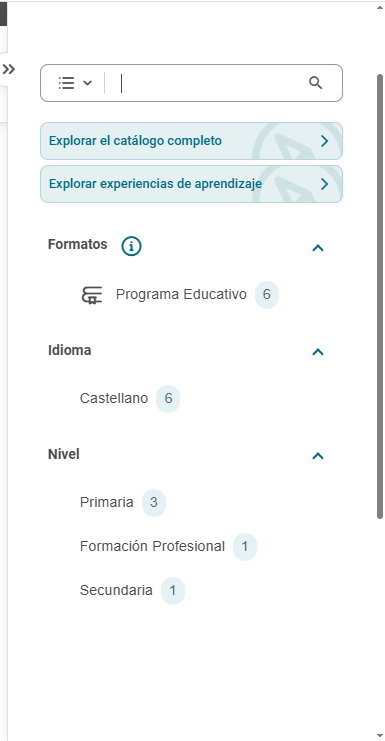 Explorar el catálogo completo
Explorar experiencias de aprendizaje
Formatos
Programa Educativo 6
Idioma
Castellano 6
Nivel
Primaria 3
Formación Profesional 1
Secundaria 1